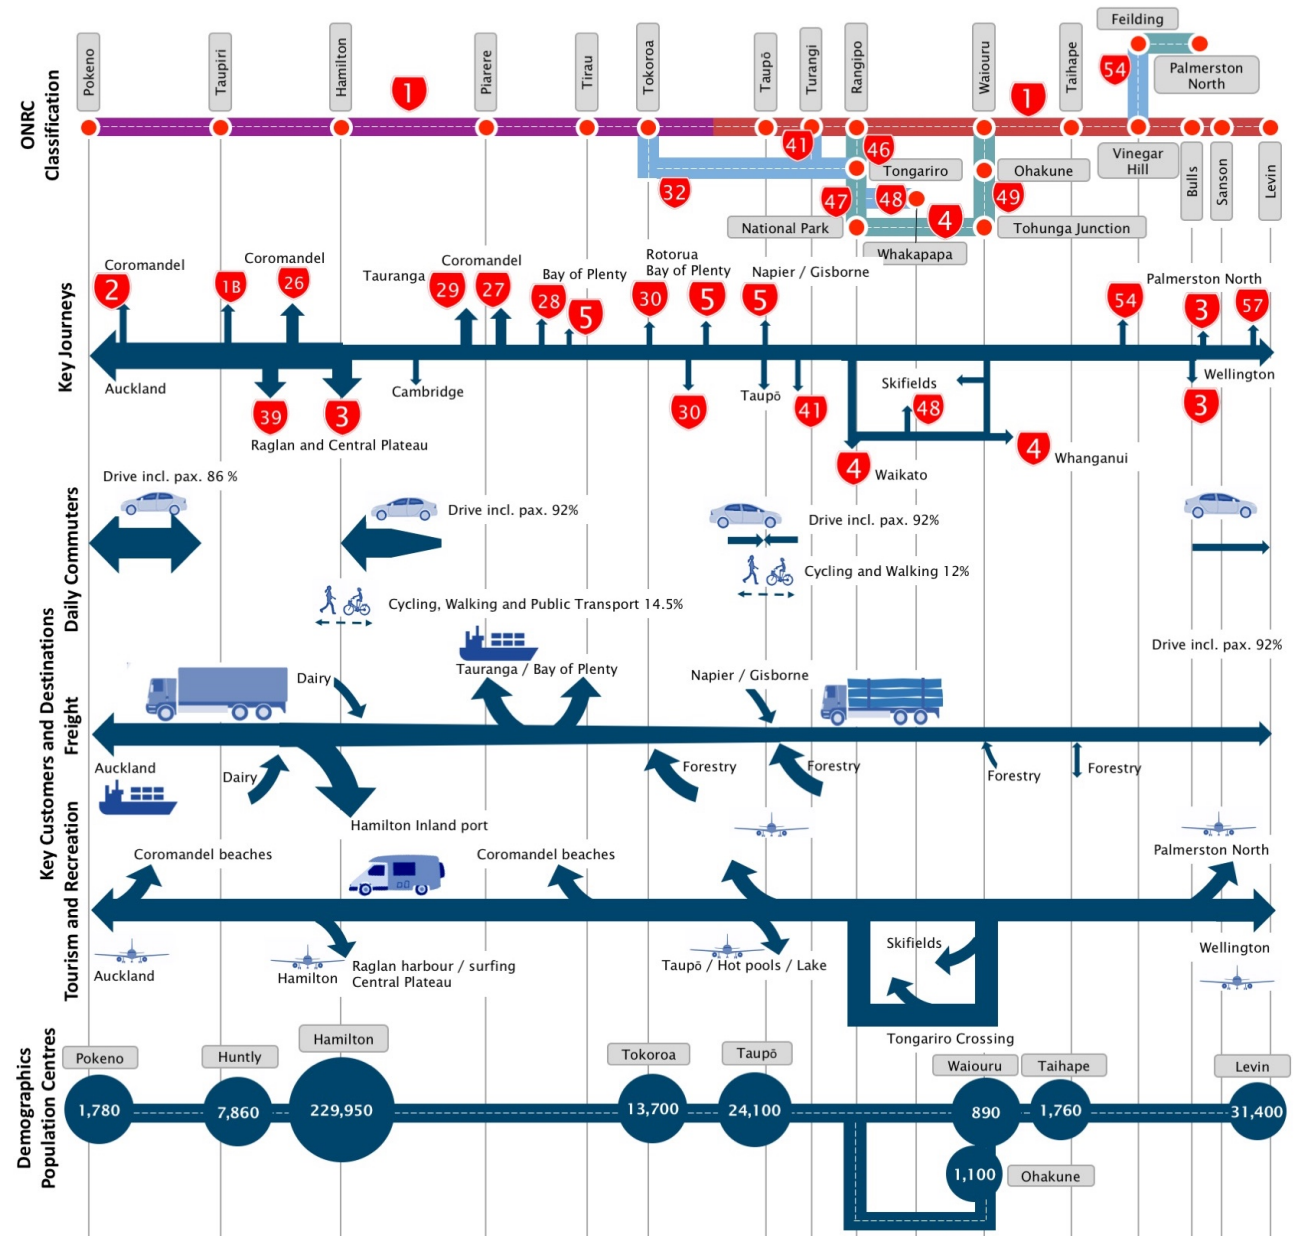 Feilding
Pokeno
Taupiri
Hamilton
Piarere
Tirau
Tokoroa
Taupō
Turangi
Rangipo
Waiouru
Taihape
54
Palmerston
North
1
1
ONRC
Classification
41
46
Vinegar
Hill
Bulls
Sanson
Levin
Tongariro
Ohakune
32
47
48
4
49
National Park
Tohunga Junction
Whakapapa
Key Journeys
Coromandel
2
1B
Coromandel
26
Tauranga
29
Coromandel
27
Bay of Plenty
28
5
Rotorua
Bay of Plenty
30
5
Napier / Gisborne
5
54
Palmerston North
3
57
Auckland
39
3
Raglan and Central Plateau
Cambridge
30
Taupō
41
Skifields
48
4
Waikato
4
Whanganui
Wellington
3
Key Customers and Destinations
Daily Commuters
Drive incl. pax. 86 %
Drive incl. pax. 92%
Drive incl. pax. 92%
Cycling and Walking 12%
Cycling, Walking and Public Transport 14.5%
Drive incl. pax. 92%
Freight
Dairy
Tauranga / Bay of Plenty
Napier / Gisborne
Auckland
Dairy
Hamilton Inland port
Forestry
Forestry
Forestry
Forestry
Tourism and Recreation
Coromandel beaches
Coromandel beaches
Palmerston North
Auckland
Hamilton
Raglan harbour / surfing
Central Plateau
Taupō / Hot pools / Lake
Skifields
Tongariro Crossing
Wellington
Demographics
Population Centres
Pokeno
Huntly
Hamilton
Tokoroa
Taupō
Waiouru
Taihape
Levin
1,780
7,860
229,950
13,700
24,100
890
1,760
31,400
1,100
Ohakune